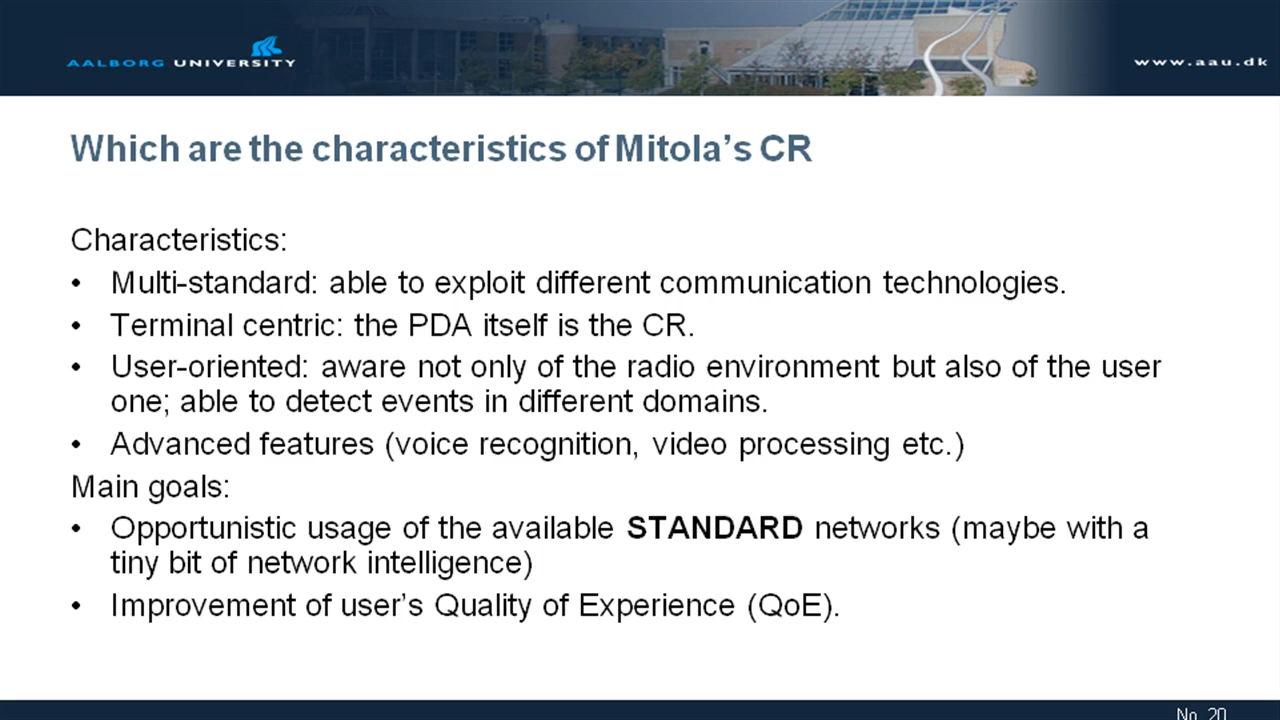 AALBORG UNIVERSITY
www.aau.dk
Which are the characteristics of Mitola's CR
Characteristics:
• Multi-standard: able to exploit different communication technologies.
• Terminal centric: the PDA itself is the CR.
• User-oriented: aware not only of the radio environment but also of the user
one; able to detect events in different domains.
• Advanced features (voice recognition, video processing etc.)
Main goals:
• Opportunistic usage of the available STANDARD networks (maybe with a
tiny bit of network intelligence)
• Improvement of user's Quality of Experience (QoE).
No. 20